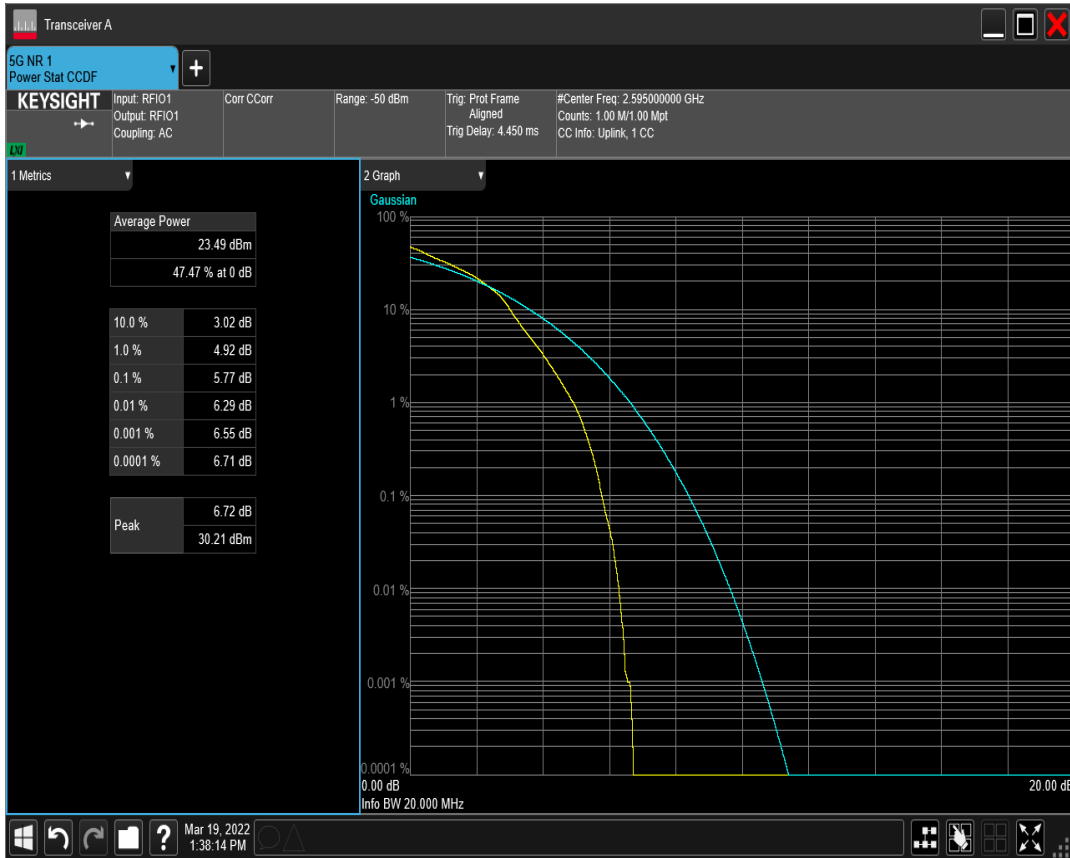 Transceiver A
5G NR 1
Power Stat CCDF
+
KEYSIGHT
LXI
Input: RFIO1
Output: RFIO1
Coupling: AC
Corr CCorr
Range: -50 dBm
Trig: Prot Frame
Aligned
Trig Delay: 4.450 ms
#Center Freq: 2.595000000 GHz
Counts: 1.00 M/1.00 Mpt
CC Info: Uplink, 1 CC
1 Metrics
Average Power
23.49 dBm
47.47 % at 0 dB
10.0 % 3.02 dB
1.0 % 4.92 dB
0.1 % 5.77 dB
0.01 % 6.29 dB
0.001 % 6.55 dB
0.0001 % 6.71 dB
Peak 6.72 dB
30.21 dBm
2 Graph
Gaussian
100 %
10 %
1 %
0.1 %
0.01 %
0.001 %
0.0001 %
0.00 dB 20.00 dB
Info BW 20.000 MHz
?
Mar 19, 2022
1:38:14 PM